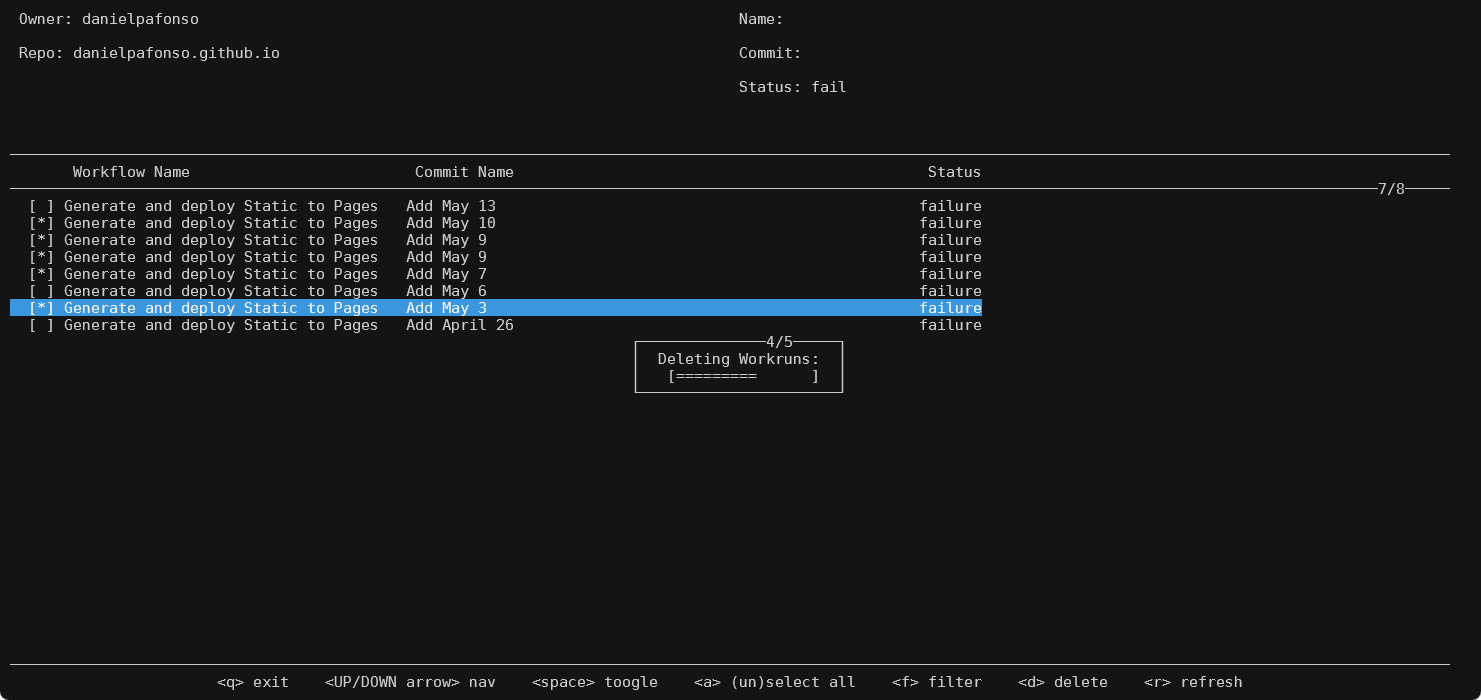 Owner: danielpafonso
Name:
Repo: danielpafonso.github.io
Commit:
Status: fail
Workflow Name Commit Name Status
7/8
[ ] Generate and deploy Static to Pages Add May 13 failure
[*] Generate and deploy Static to Pages Add May 10 failure
[*] Generate and deploy Static to Pages Add May 9 failure
[*] Generate and deploy Static to Pages Add May 9 failure
[*] Generate and deploy Static to Pages Add May 7 failure
[ ] Generate and deploy Static to Pages Add May 6 failure
[*] Generate and deploy Static to Pages Add May 3 failure
[ ] Generate and deploy Static to Pages Add April 26 failure
4/5
Deleting Workruns:
[========= ]
<q> exit <UP/DOWN arrow> nav <space> toogle <a> (un)select all <f> filter <d> delete <r> refresh